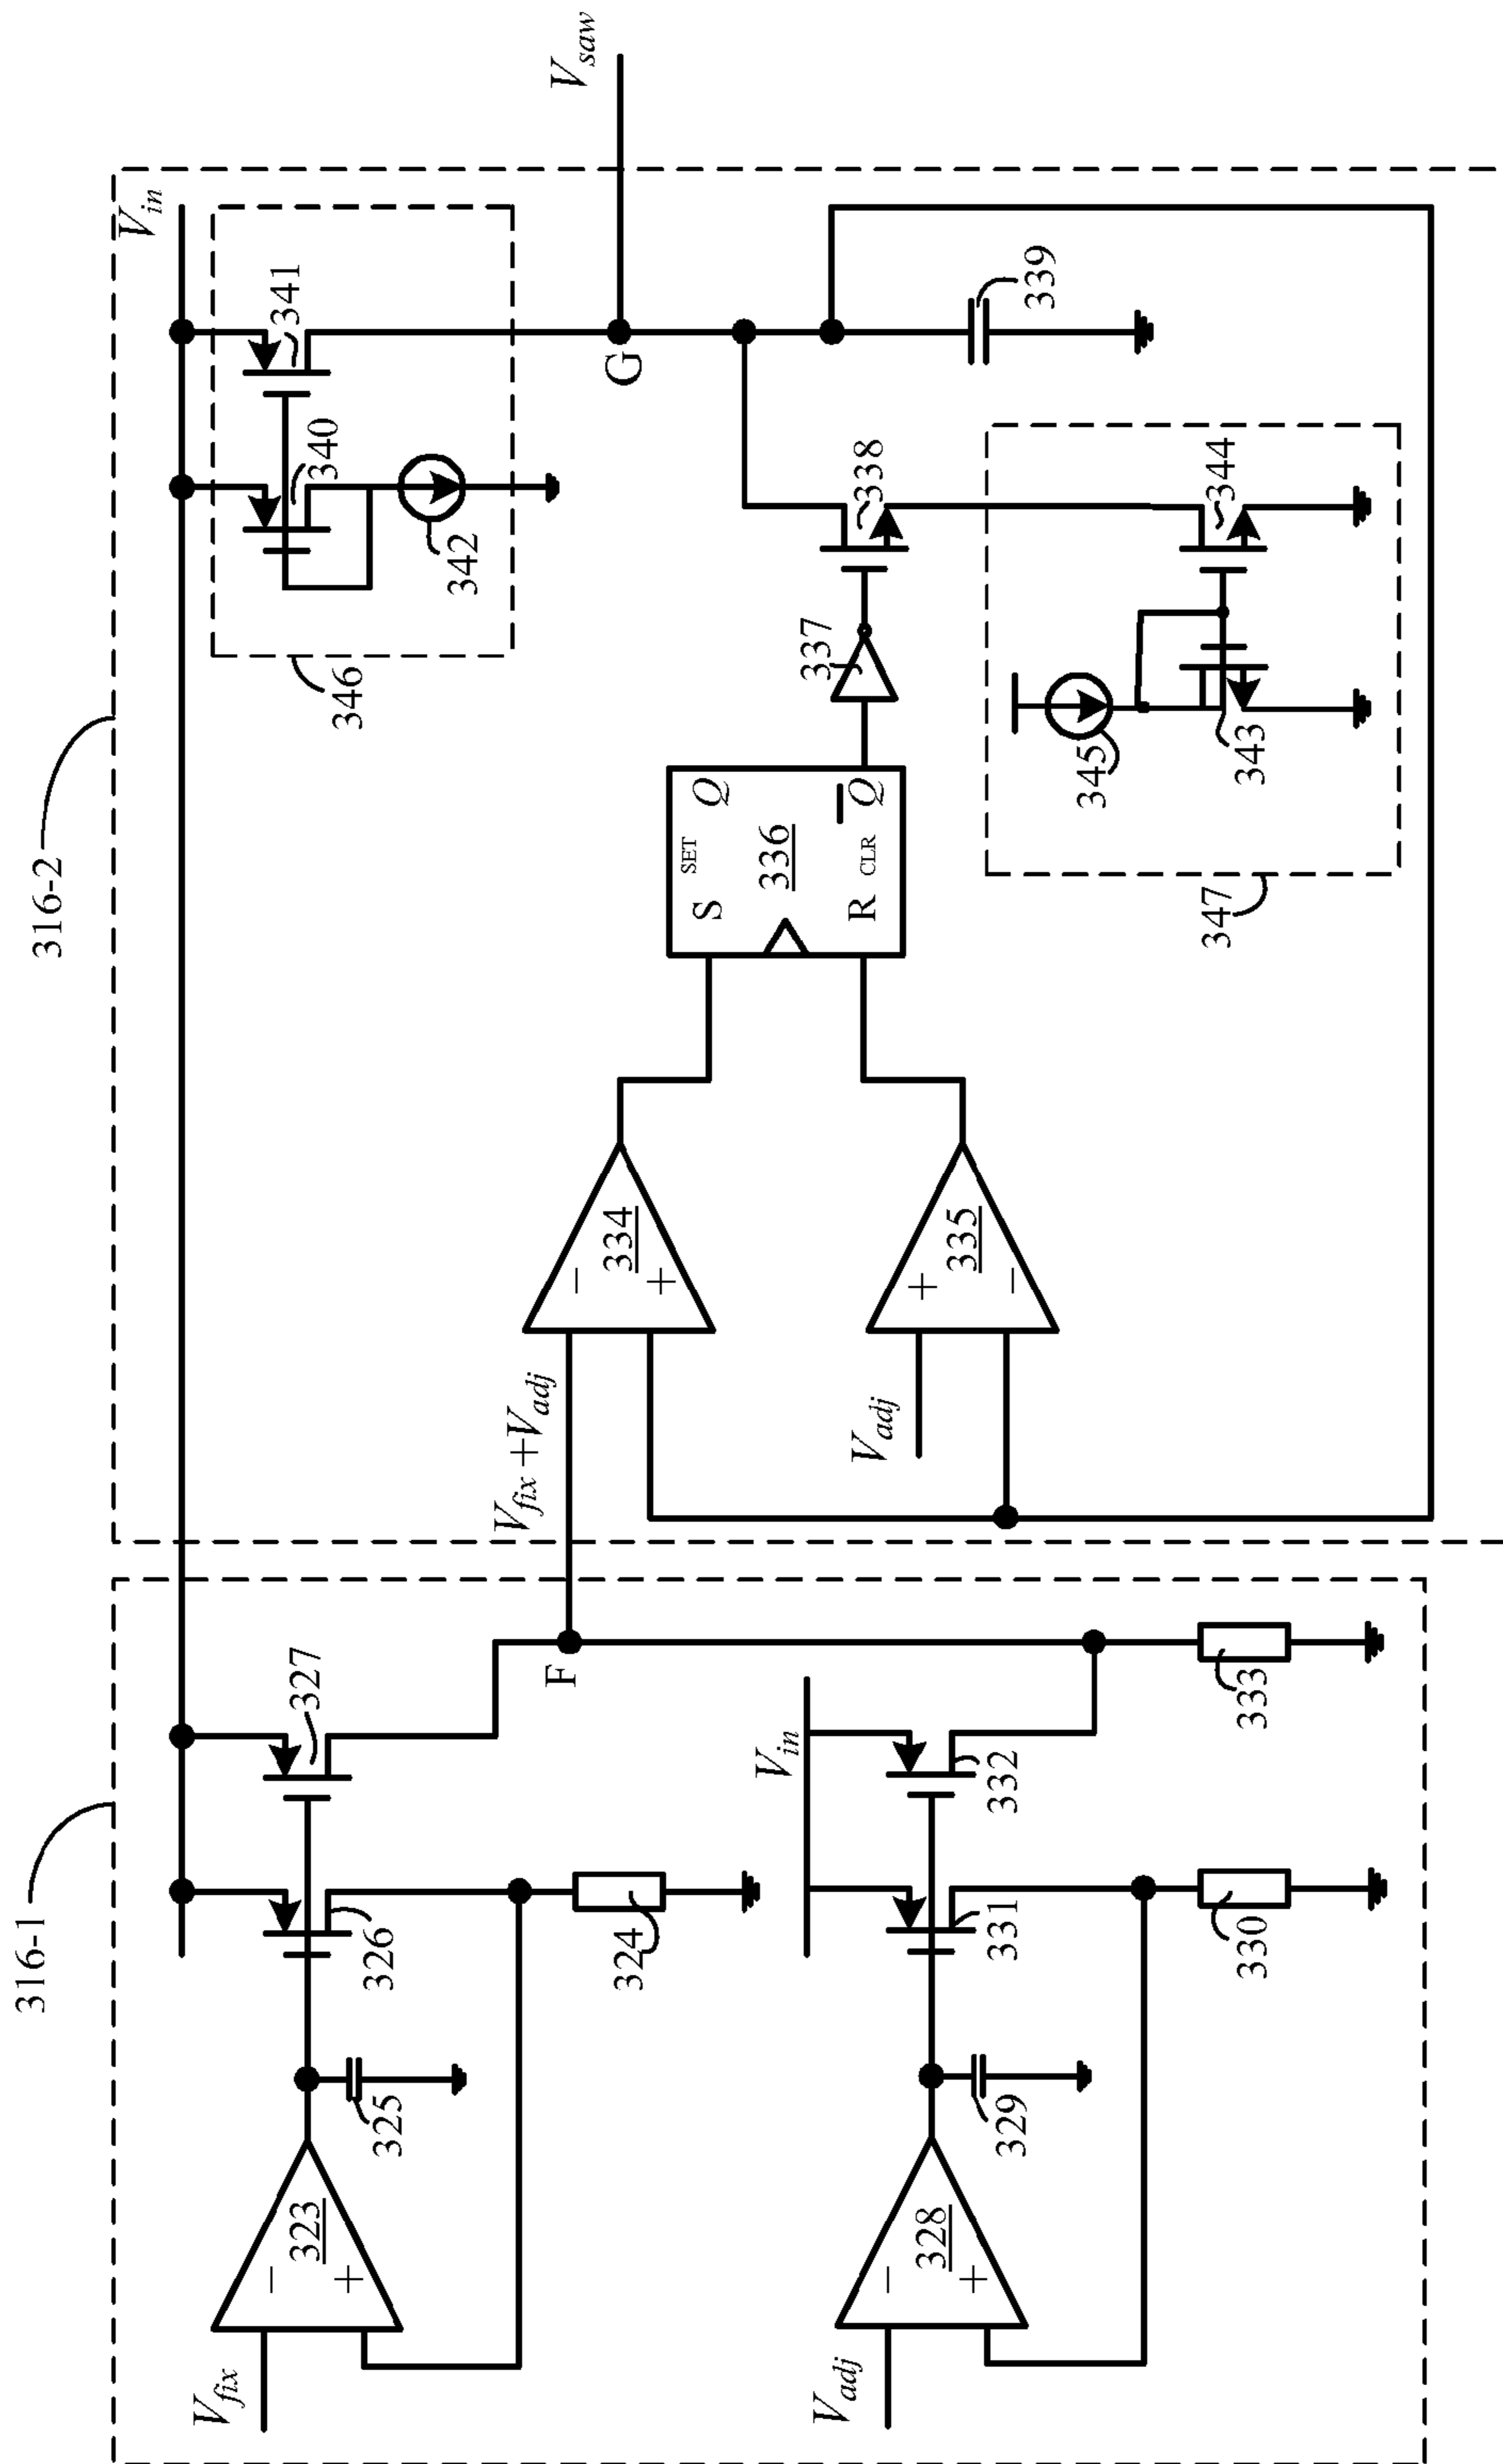 316-1
316-2
V_fix
−
+
323
325
326
327
324
V_adj
−
+
328
329
331
332
V_in
330
333
F
V_fix+V_adj
−
+
334
V_adj
+
−
335
S
SET
Q
336
R
CLR
Q̅
337
338
V_in
340
341
342
346
G
V_saw
339
345
343
344
347